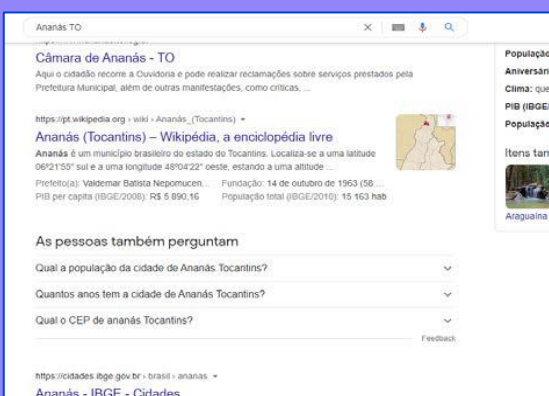 Ananás TO
Câmara de Ananás - TO
Aqui o cidadão recorre a Ouvidoria e pode realizar reclamações sobre serviços prestados pela
Prefeitura Municipal, além de outras manifestações, como críticas, ...
https://pt.wikipedia.org › wiki › Ananás_(Tocantins)
Ananás (Tocantins) – Wikipédia, a enciclopédia livre
Ananás é um município brasileiro do estado do Tocantins. Localiza-se a uma latitude
06º21'55" sul e a uma longitude 48º04'22" oeste, estando a uma altitude ...
Prefeito(a): Valdemar Batista Nepomucen... Fundação: 14 de outubro de 1963 (58 ...
PIB per capita (IBGE/2008): R$ 5 890,16 População total (IBGE/2010): 15 163 hab
As pessoas também perguntam
Qual a população da cidade de Ananás Tocantins?
Quantos anos tem a cidade de Ananás Tocantins?
Qual o CEP de ananás Tocantins?
Feedback
https://cidades.ibge.gov.br › brasil › ananas
Ananás - IBGE - Cidades
População
Aniversári
Clima: que
PIB (IBGE/
População
Itens tam
Araguaína